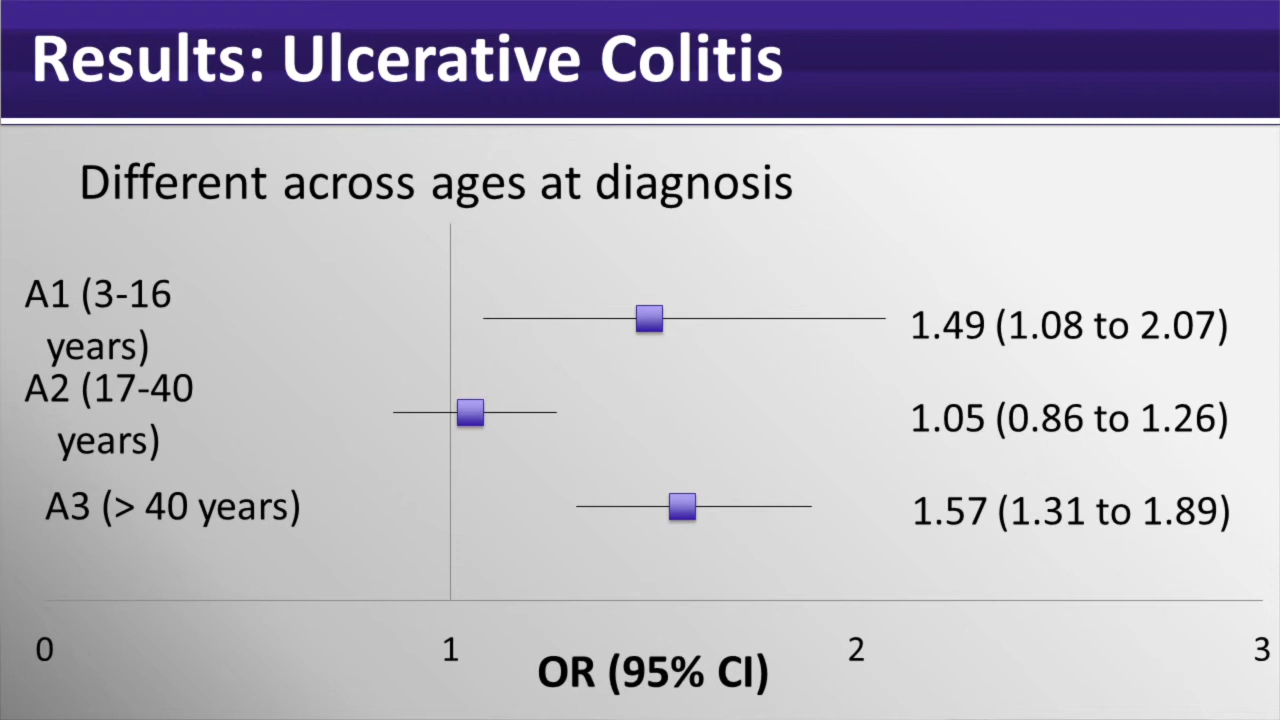 Results: Ulcerative Colitis
Different across ages at diagnosis
A1 (3-16
years)
1.49 (1.08 to 2.07)
A2 (17-40
years)
1.05 (0.86 to 1.26)
A3 (> 40 years)
1.57 (1.31 to 1.89)
0
1
2
3
OR (95% CI)